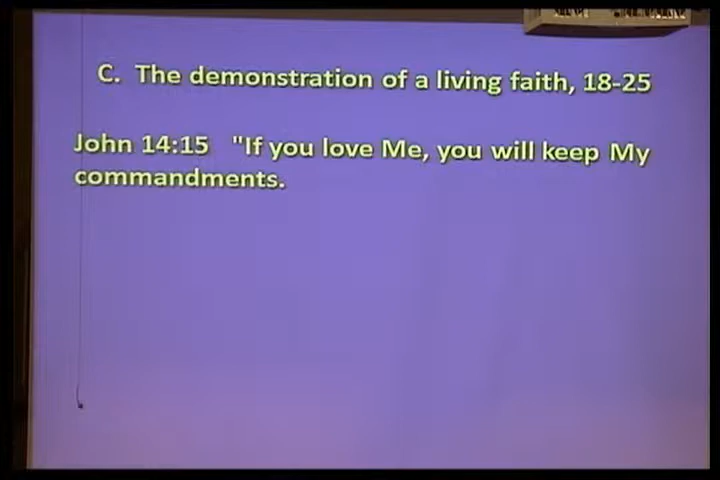 C. The demonstration of a living faith, 18-25
John 14:15 "If you love Me, you will keep My
commandments.